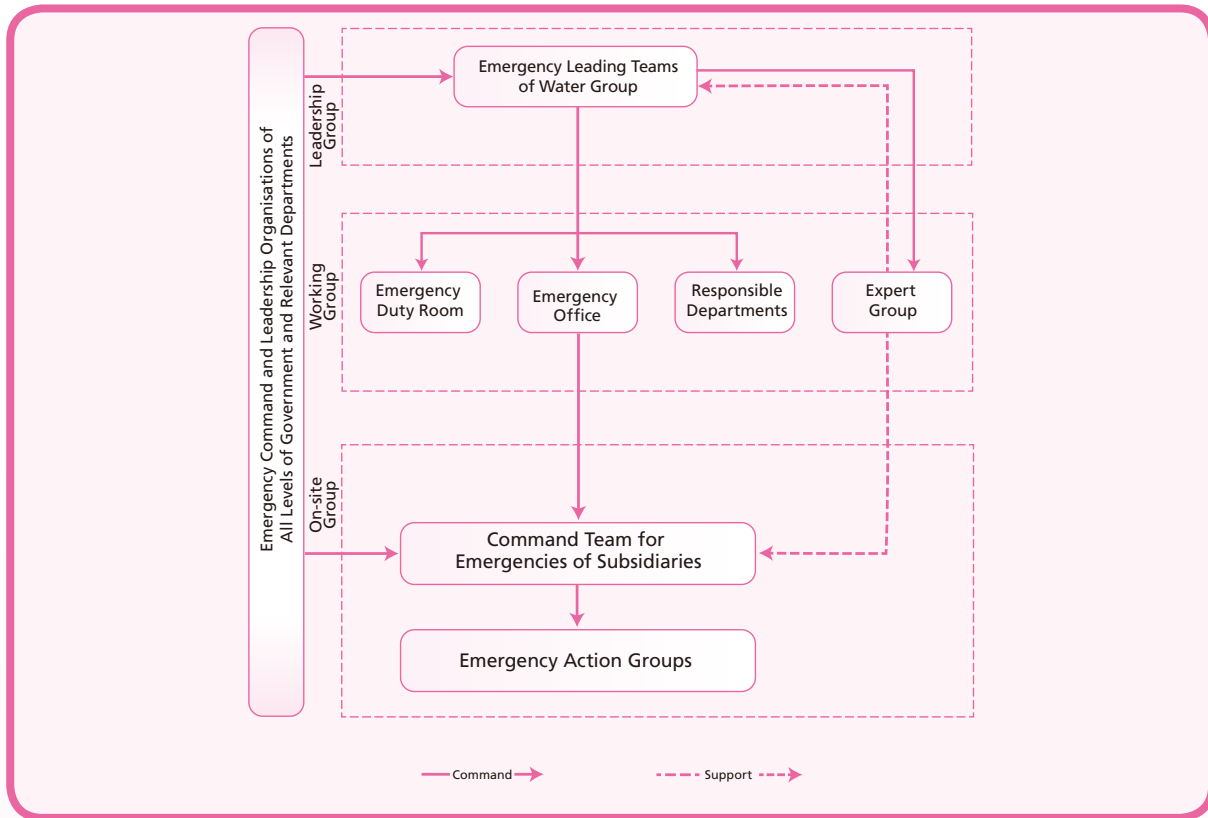 Emergency Command and Leadership Organisations of
All Levels of Government and Relevant Departments
Leadership
Group
Emergency Leading Teams
of Water Group
Working
Group
Emergency
Duty Room
Emergency
Office
Responsible
Departments
Expert
Group
On-site
Group
Command Team for
Emergencies of Subsidiaries
Emergency Action Groups
Command
Support